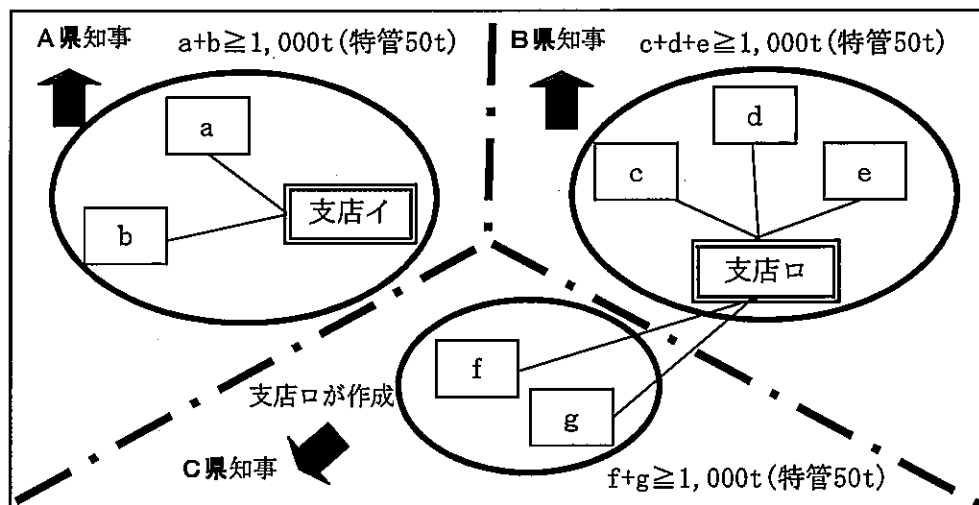 A県知事
a+b≧1,000t(特管50t)
B県知事
c+d+e≧1,000t(特管50t)
a
b
支店イ
c
d
e
支店ロ
f
g
支店ロが作成
C県知事
f+g≧1,000t(特管50t)